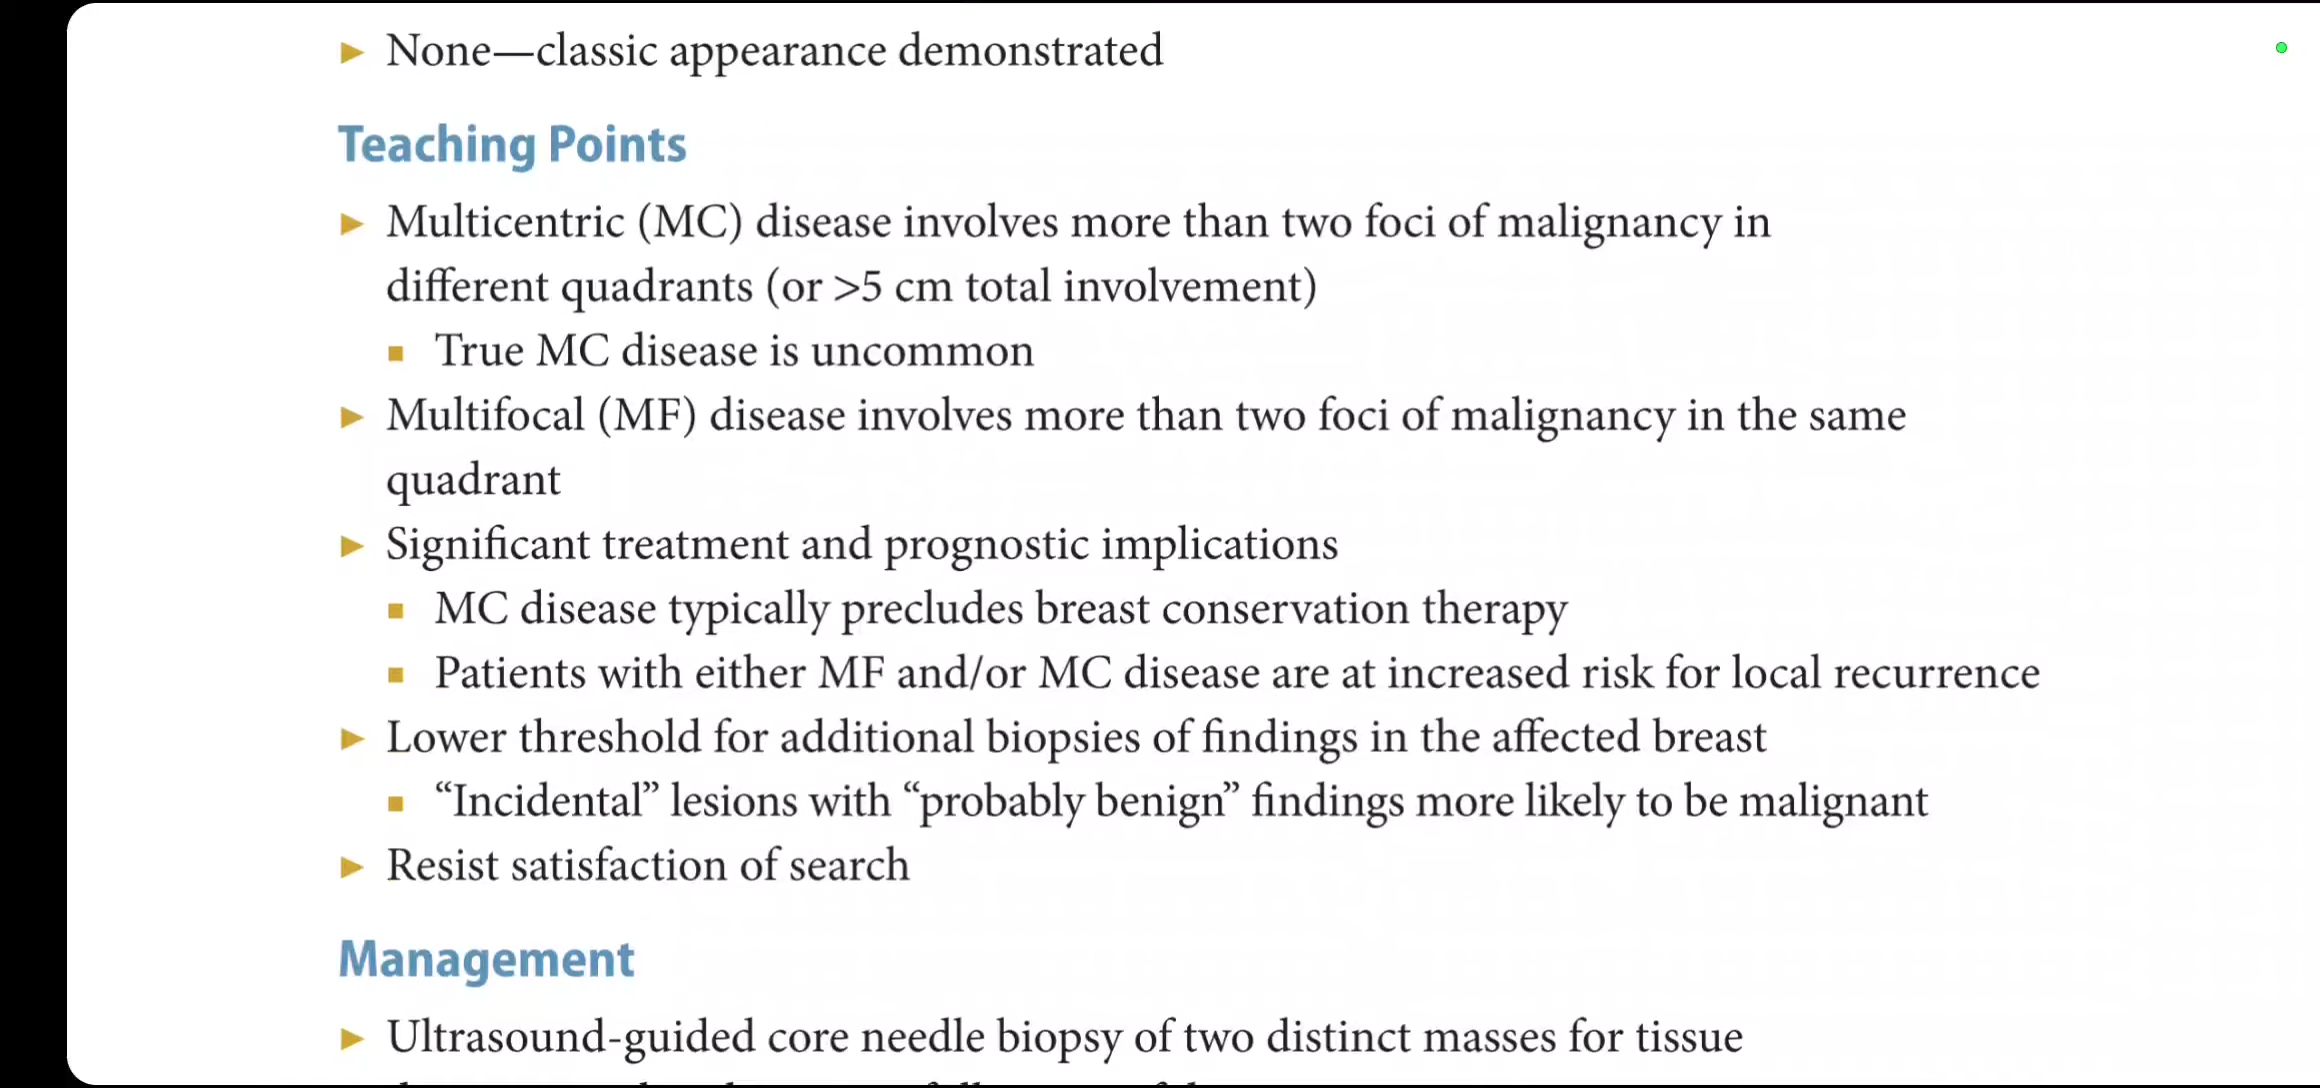 ► None—classic appearance demonstrated
Teaching Points
► Multicentric (MC) disease involves more than two foci of malignancy in
different quadrants (or >5 cm total involvement)
■ True MC disease is uncommon
► Multifocal (MF) disease involves more than two foci of malignancy in the same
quadrant
► Significant treatment and prognostic implications
■ MC disease typically precludes breast conservation therapy
■ Patients with either MF and/or MC disease are at increased risk for local recurrence
► Lower threshold for additional biopsies of findings in the affected breast
■ “Incidental” lesions with “probably benign” findings more likely to be malignant
► Resist satisfaction of search
Management
► Ultrasound-guided core needle biopsy of two distinct masses for tissue